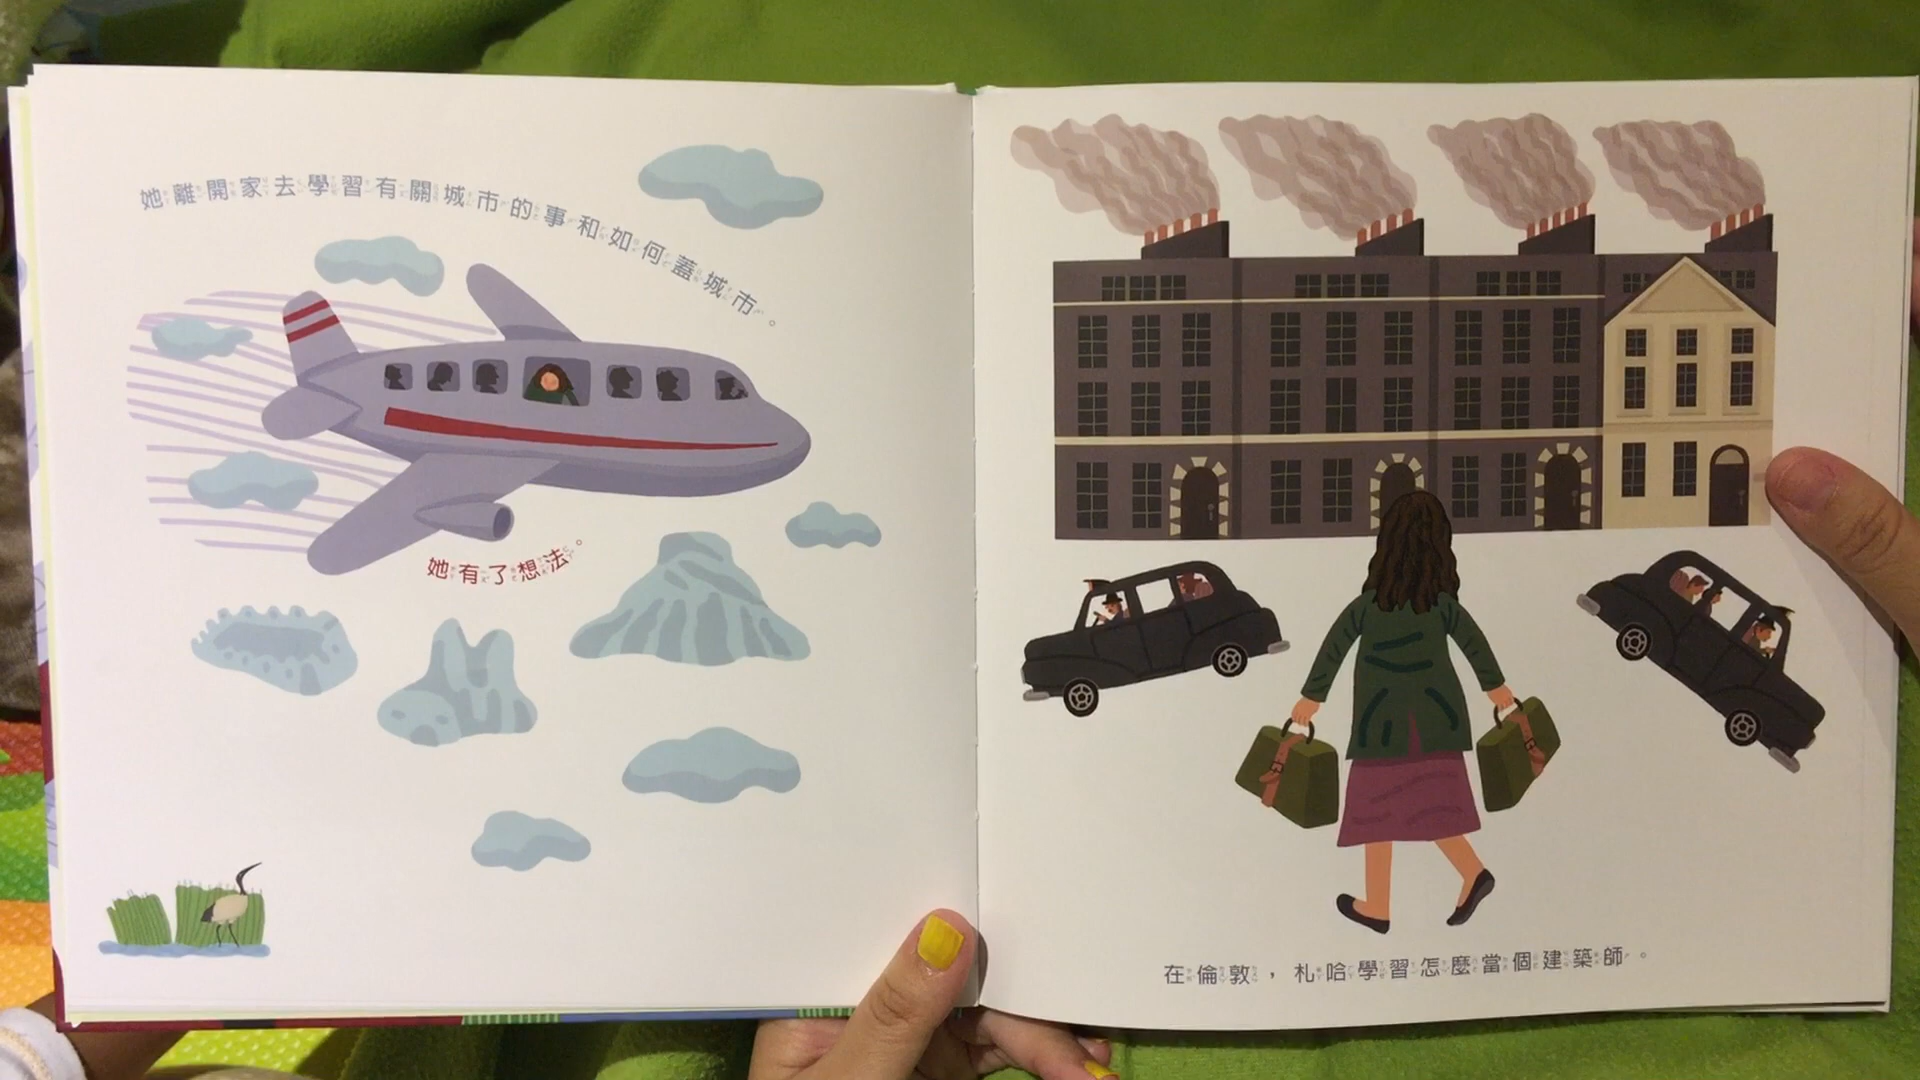 她離開家去學習有關城市的事和如何蓋城市。
她有了想法。
在倫敦，札哈學習怎麼當個建築師。